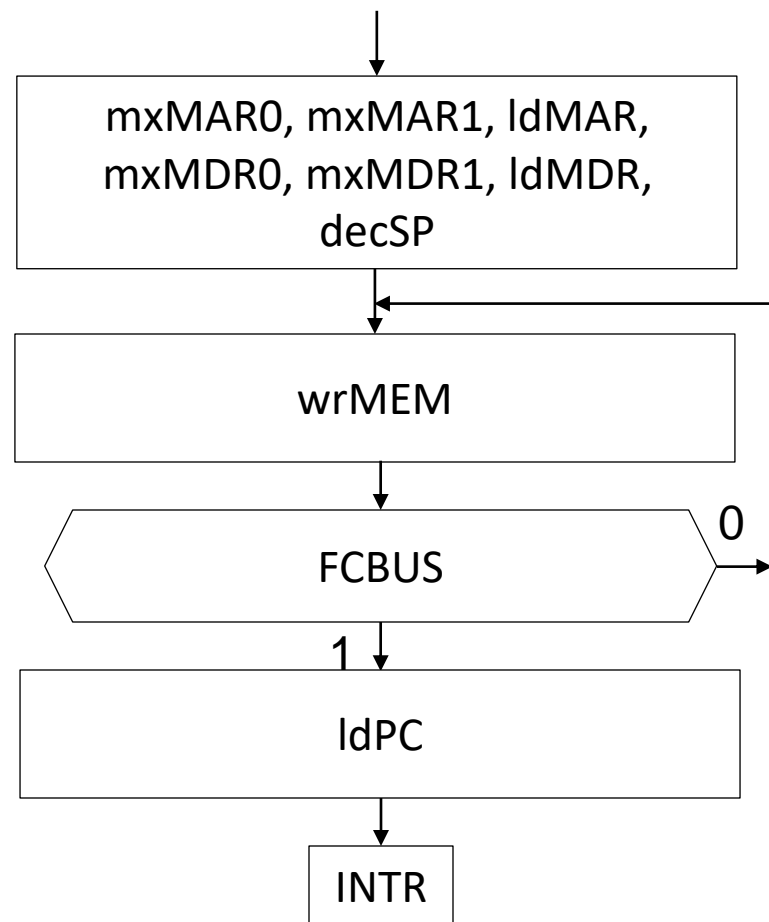 mxMAR0, mxMAR1, ldMAR,
mxMDR0, mxMDR1, ldMDR,
decSP
wrMEM
0
FCBUS
1
ldPC
INTR